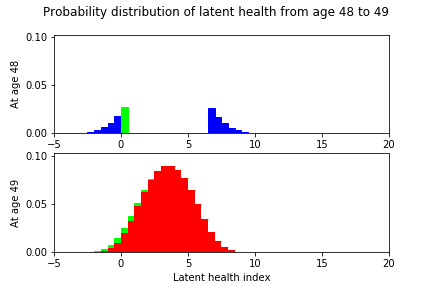 Probability distribution of latent health from age 48 to 49
0.10
0.05
0.00
At age 48
-5 0 5 10 15 20
0.10
0.05
0.00
At age 49
-5 0 5 10 15 20
Latent health index